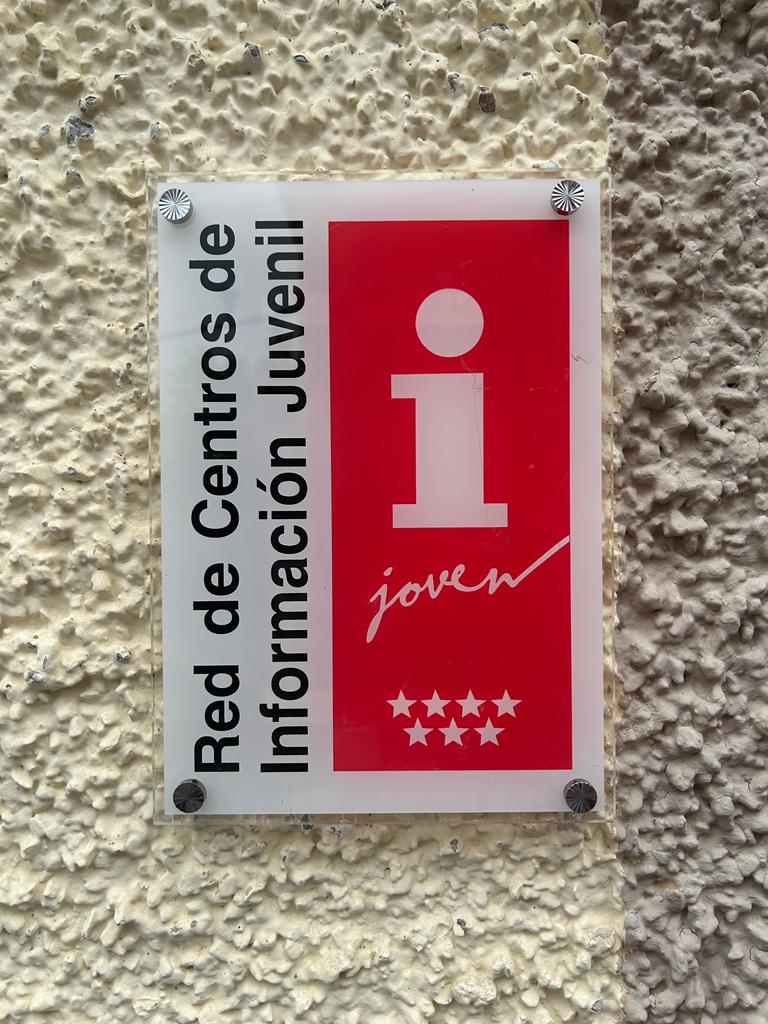 Red de Centros de
Información Juvenil
i
joven